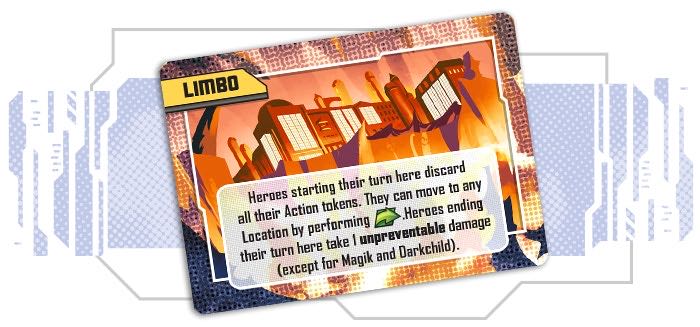 LIMBO
Heroes starting their turn here discard
all their Action tokens. They can move to any
Location by performing Heroes ending
their turn here take 1 unpreventable damage
(except for Magik and Darkchild).